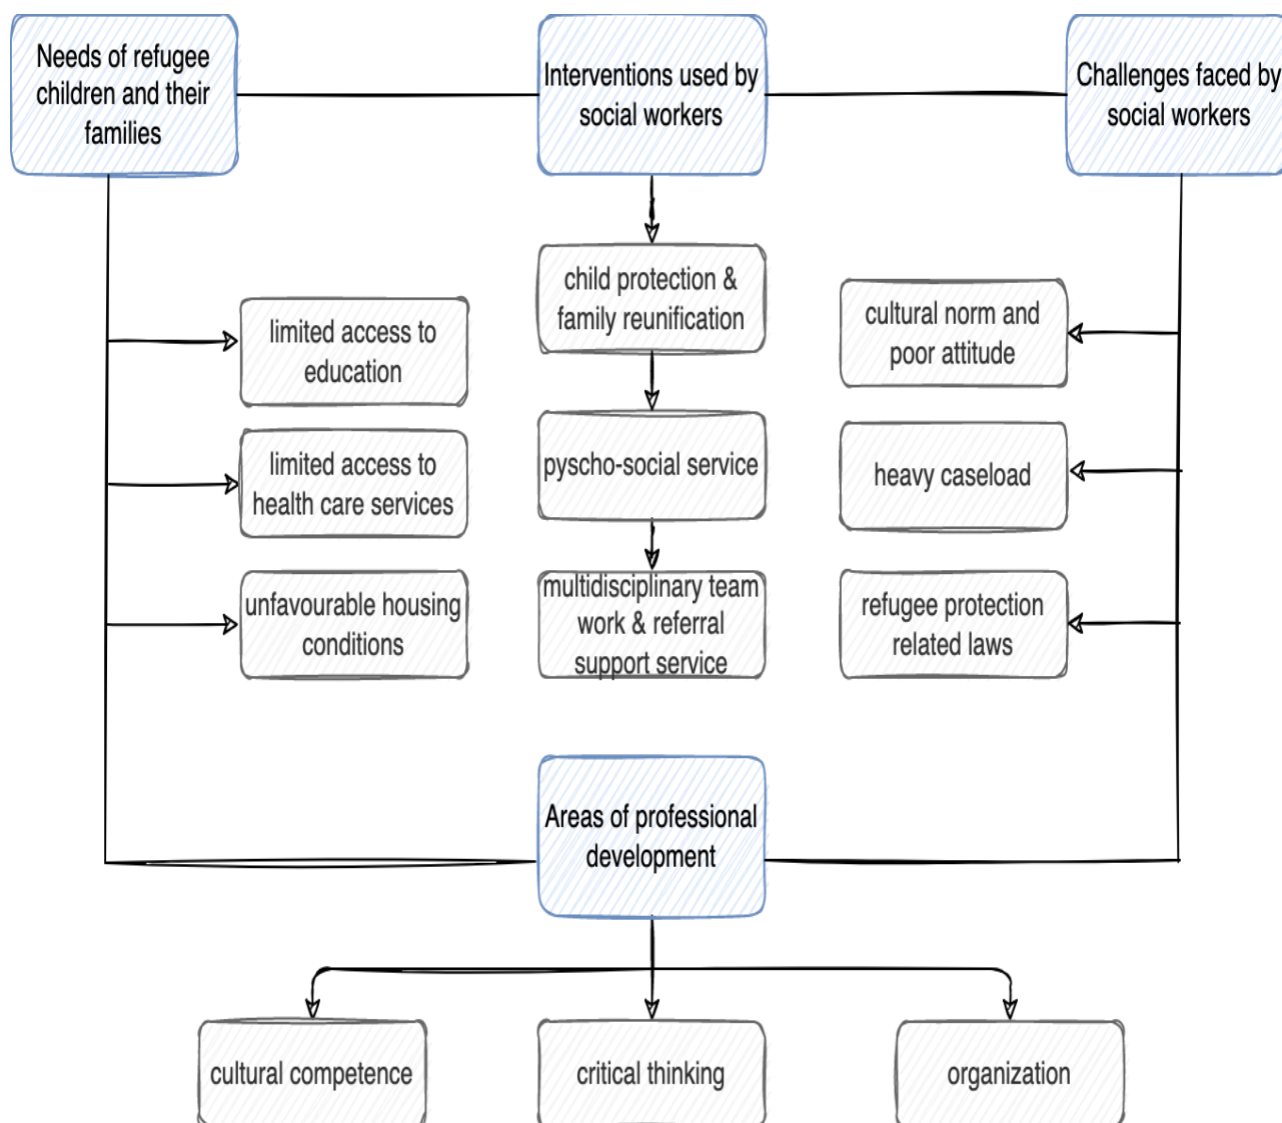 Needs of refugee
children and their
families
Interventions used by
social workers
Challenges faced by
social workers
child protection &
family reunification
limited access to
education
cultural norm and
poor attitude
limited access to
health care services
pyscho-social service
heavy caseload
unfavourable housing
conditions
multidisciplinary team
work & referral
support service
refugee protection
related laws
Areas of professional
development
cultural competence
critical thinking
organization